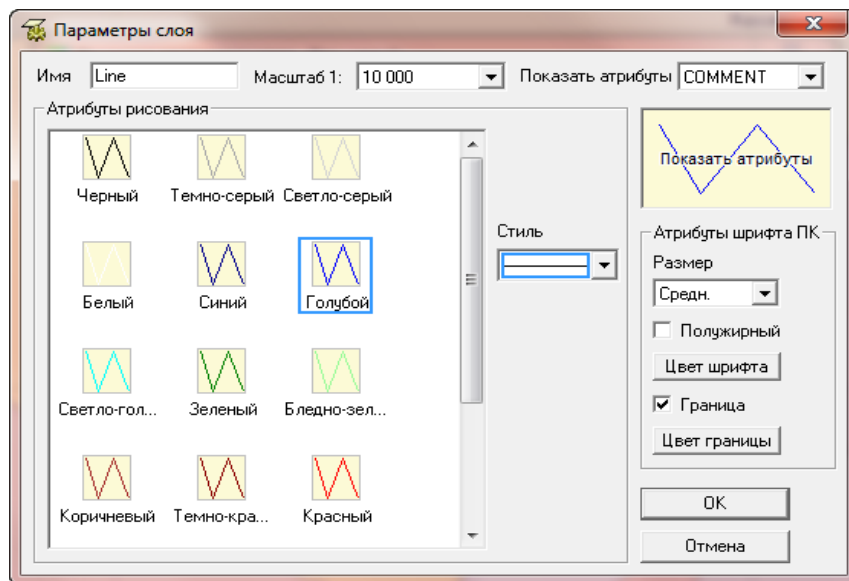 Параметры слоя
Имя Line Масштаб 1: 10 000 Показать атрибуты COMMENT
Атрибуты рисования
Черный Темно-серый Светло-серый
Белый Синий Голубой
Светло-гол... Зеленый Бледно-зел...
Коричневый Темно-кра... Красный
Стиль
Показать атрибуты
Атрибуты шрифта ПК
Размер
Средн.
Полужирный
Цвет шрифта
Граница
Цвет границы
OK
Отмена